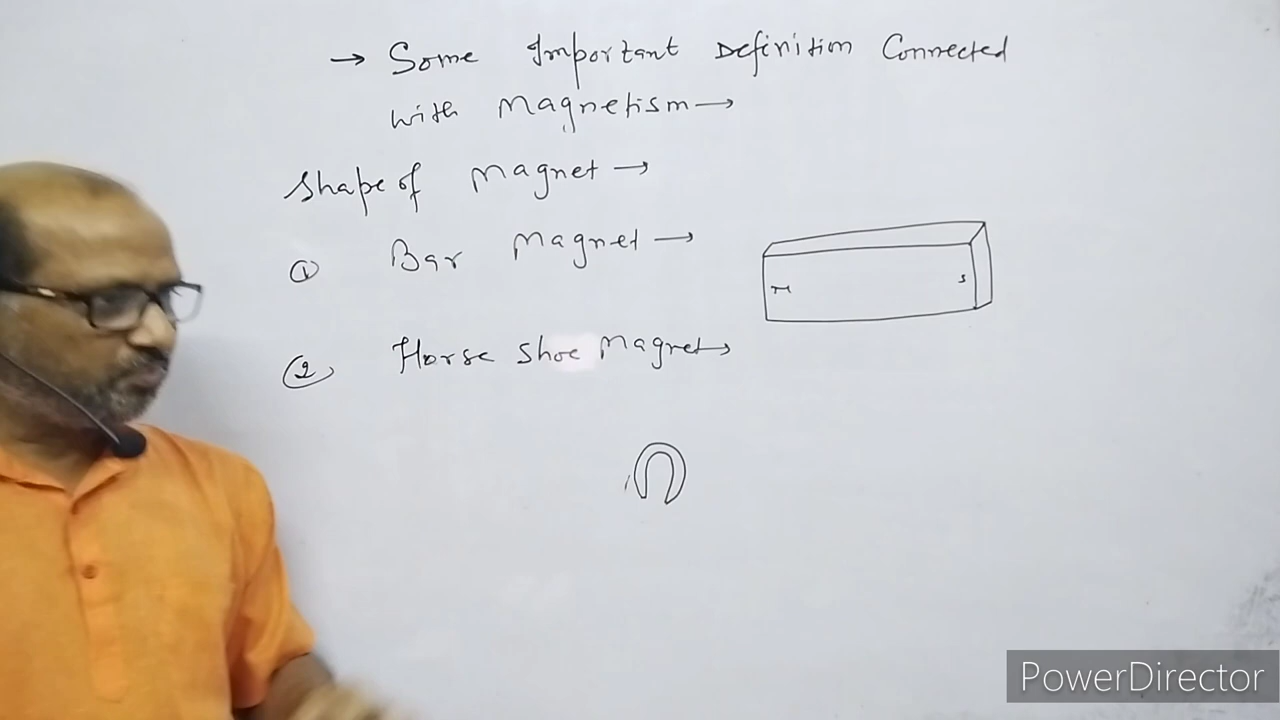 → Some Important Definition Connected
with Magnetism →
Shape of Magnet →
① Bar Magnet →
S
② Horse Shoe Magnet→
PowerDirector